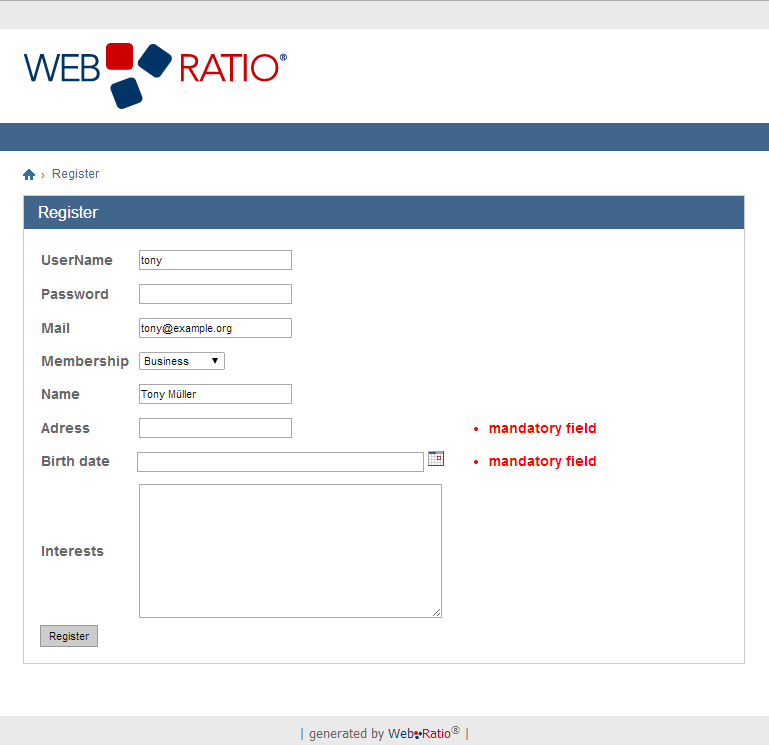 WEB RATIO®
› Register
Register
UserName tony
Password
Mail tony@example.org
Membership Business
Name Tony Müller
Adress • mandatory field
Birth date • mandatory field
Interests
Register
| generated by WebRatio® |